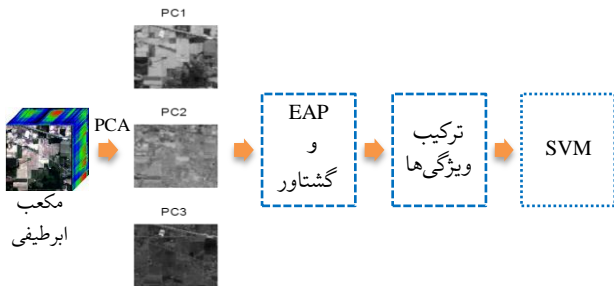 PC1
PCA
PC2
PC3
مکعب
ابرطیفی
EAP
و
گشتاور
ترکیب
ویژگی‌ها
SVM